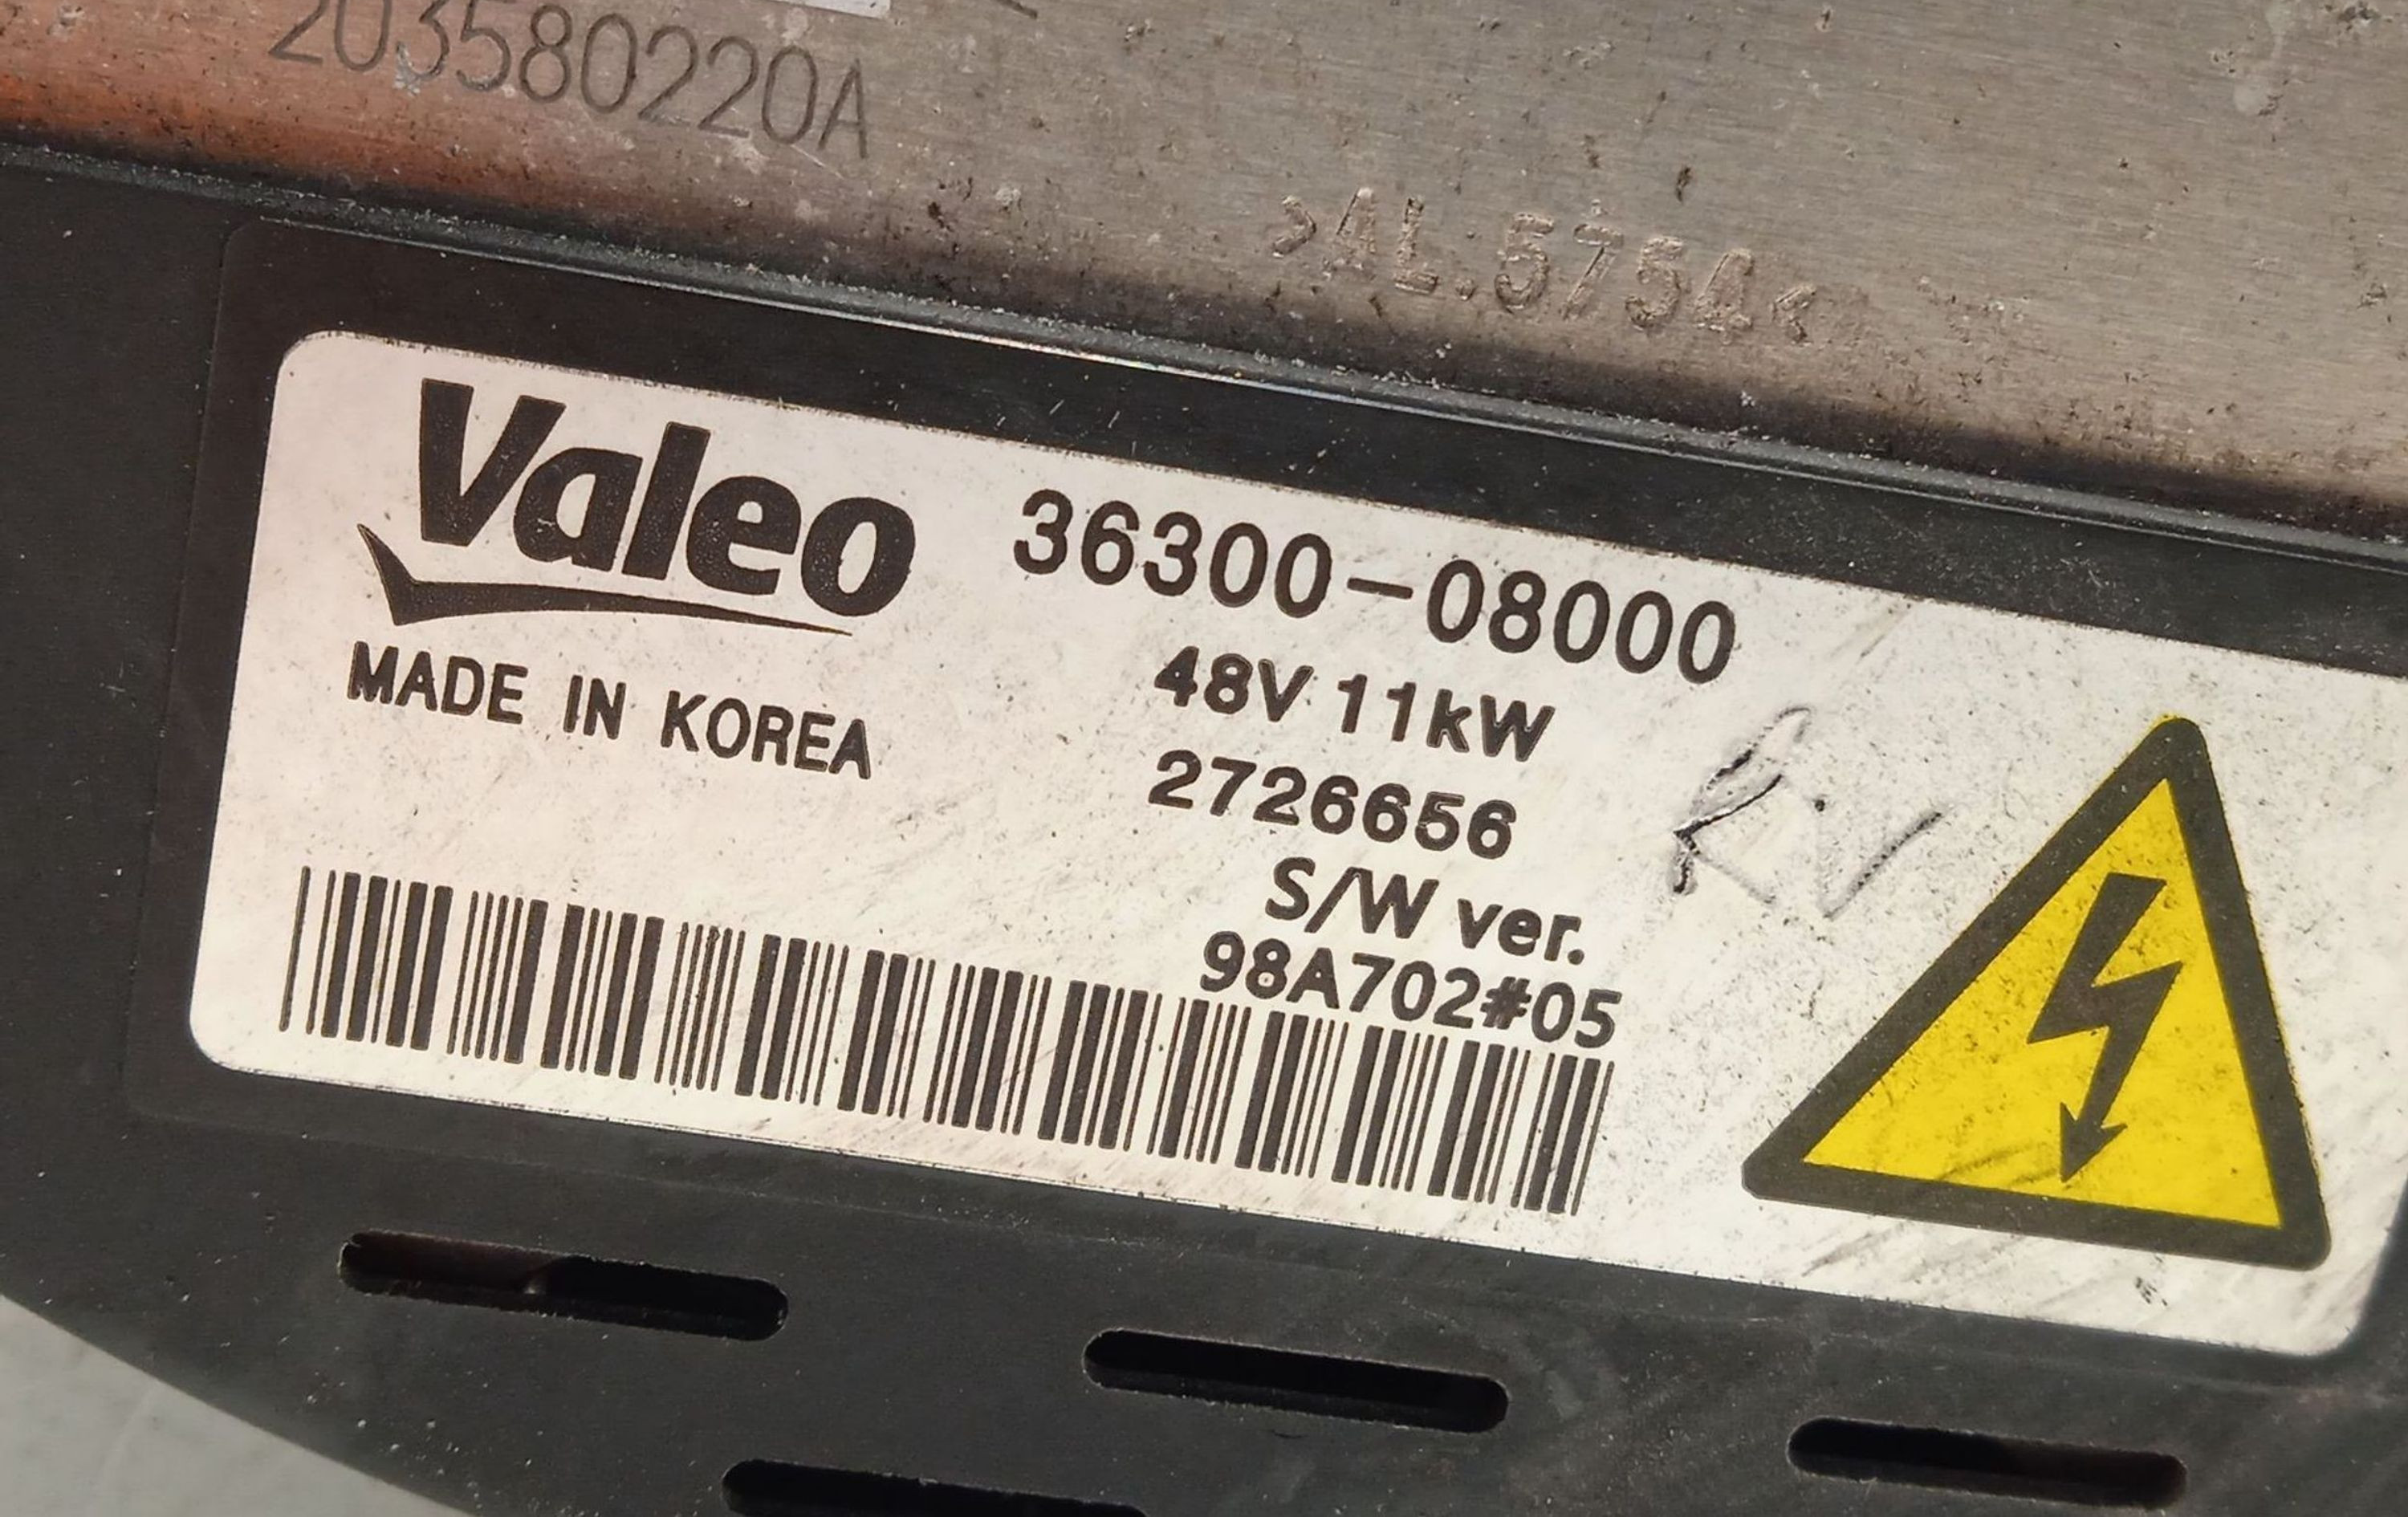 203580220A
>AL.5754<
Valeo
36300-08000
MADE IN KOREA
48V 11kW
2726656
S/W ver.
98A702#05